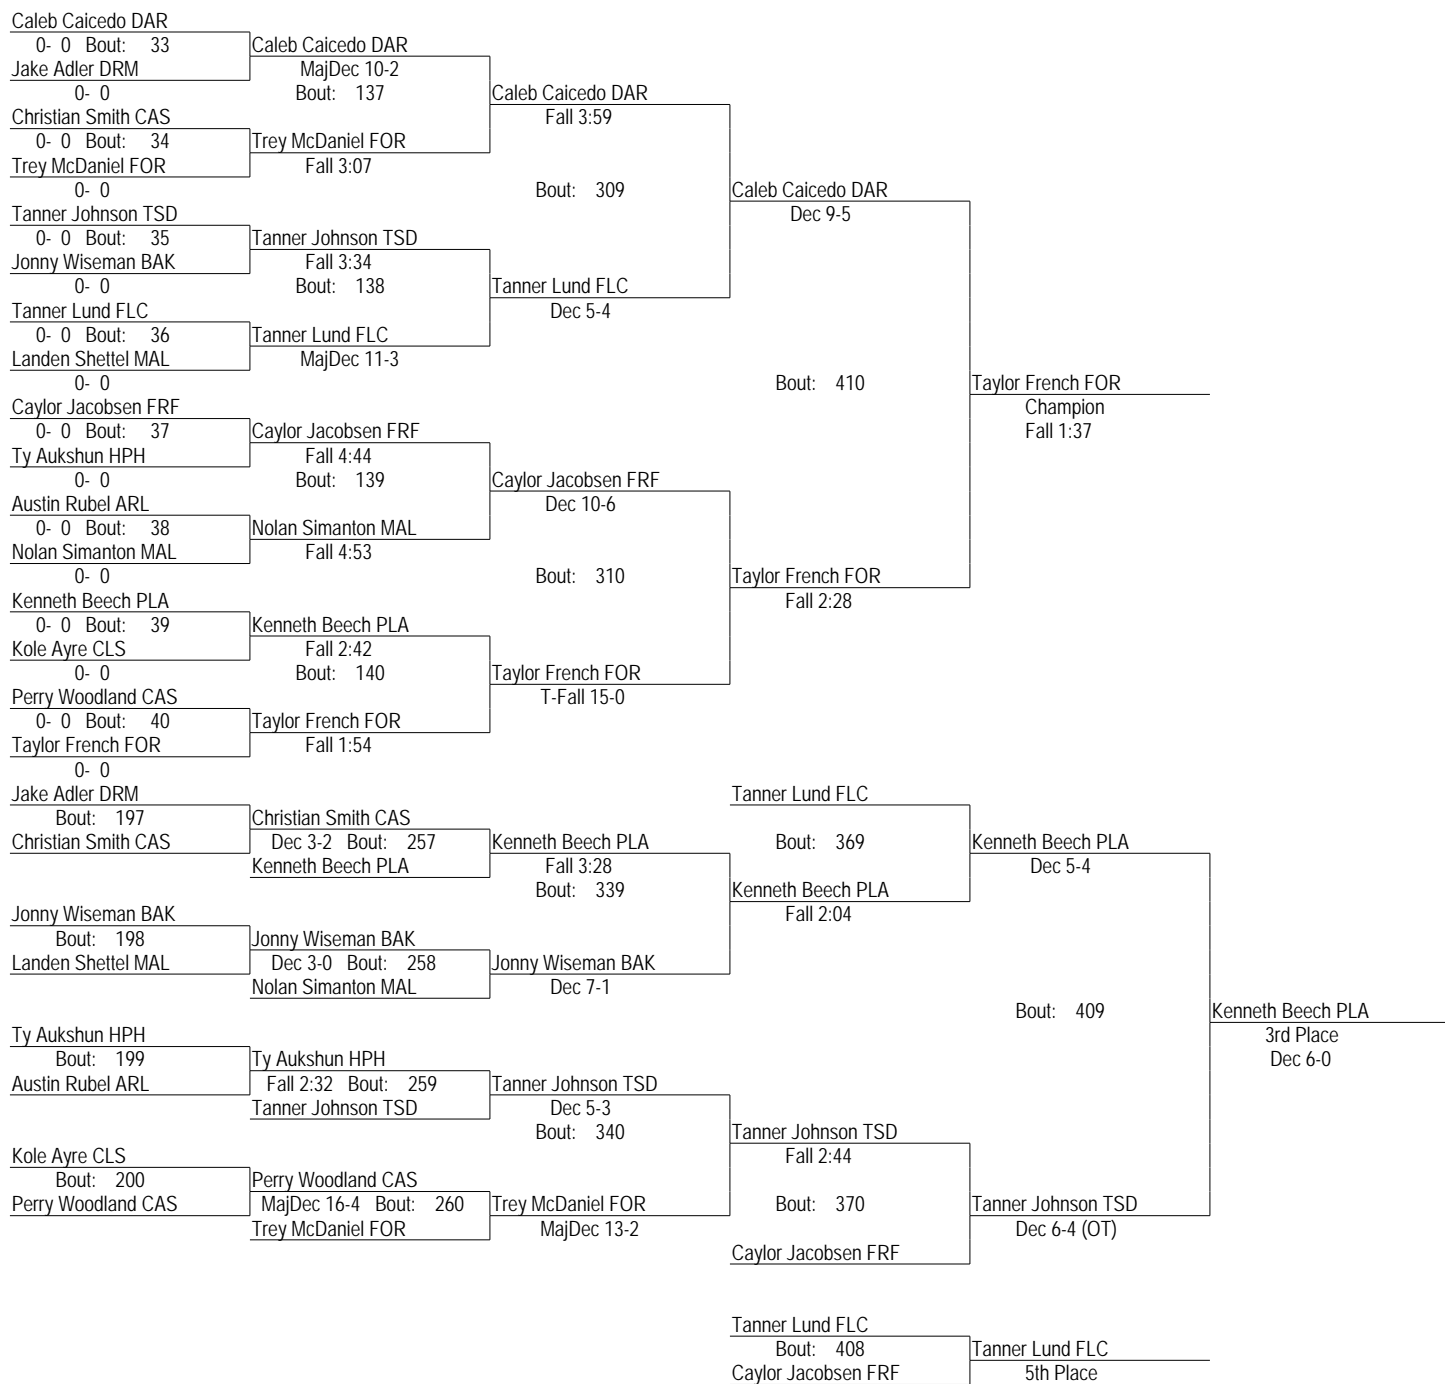 Caleb Caicedo DAR
0- 0 Bout: 33
Caleb Caicedo DAR
Jake Adler DRM
MajDec 10-2
0- 0
Bout: 137
Caleb Caicedo DAR
Christian Smith CAS
Fall 3:59
0- 0 Bout: 34
Trey McDaniel FOR
Trey McDaniel FOR
Fall 3:07
0- 0
Bout: 309
Caleb Caicedo DAR
Tanner Johnson TSD
Dec 9-5
0- 0 Bout: 35
Tanner Johnson TSD
Jonny Wiseman BAK
Fall 3:34
0- 0
Bout: 138
Tanner Lund FLC
Tanner Lund FLC
Dec 5-4
0- 0 Bout: 36
Tanner Lund FLC
Landen Shettel MAL
MajDec 11-3
0- 0
Bout: 410
Taylor French FOR
Caylor Jacobsen FRF
Champion
0- 0 Bout: 37
Caylor Jacobsen FRF
Fall 1:37
Ty Aukshun HPH
Fall 4:44
0- 0
Bout: 139
Caylor Jacobsen FRF
Austin Rubel ARL
Dec 10-6
0- 0 Bout: 38
Nolan Simanton MAL
Nolan Simanton MAL
Fall 4:53
0- 0
Bout: 310
Taylor French FOR
Kenneth Beech PLA
Fall 2:28
0- 0 Bout: 39
Kenneth Beech PLA
Kole Ayre CLS
Fall 2:42
0- 0
Bout: 140
Taylor French FOR
Perry Woodland CAS
T-Fall 15-0
0- 0 Bout: 40
Taylor French FOR
Taylor French FOR
Fall 1:54
0- 0
Jake Adler DRM
Tanner Lund FLC
Bout: 197
Christian Smith CAS
Christian Smith CAS
Dec 3-2 Bout: 257
Kenneth Beech PLA
Bout: 369
Kenneth Beech PLA
Kenneth Beech PLA
Fall 3:28
Dec 5-4
Bout: 339
Kenneth Beech PLA
Jonny Wiseman BAK
Fall 2:04
Bout: 198
Jonny Wiseman BAK
Landen Shettel MAL
Dec 3-0 Bout: 258
Jonny Wiseman BAK
Nolan Simanton MAL
Dec 7-1
Bout: 409
Kenneth Beech PLA
Ty Aukshun HPH
3rd Place
Bout: 199
Ty Aukshun HPH
Dec 6-0
Austin Rubel ARL
Fall 2:32 Bout: 259
Tanner Johnson TSD
Tanner Johnson TSD
Dec 5-3
Bout: 340
Tanner Johnson TSD
Kole Ayre CLS
Fall 2:44
Bout: 200
Perry Woodland CAS
Perry Woodland CAS
MajDec 16-4 Bout: 260
Trey McDaniel FOR
Bout: 370
Tanner Johnson TSD
Trey McDaniel FOR
MajDec 13-2
Dec 6-4 (OT)
Caylor Jacobsen FRF
Tanner Lund FLC
Bout: 408
Tanner Lund FLC
Caylor Jacobsen FRF
5th Place